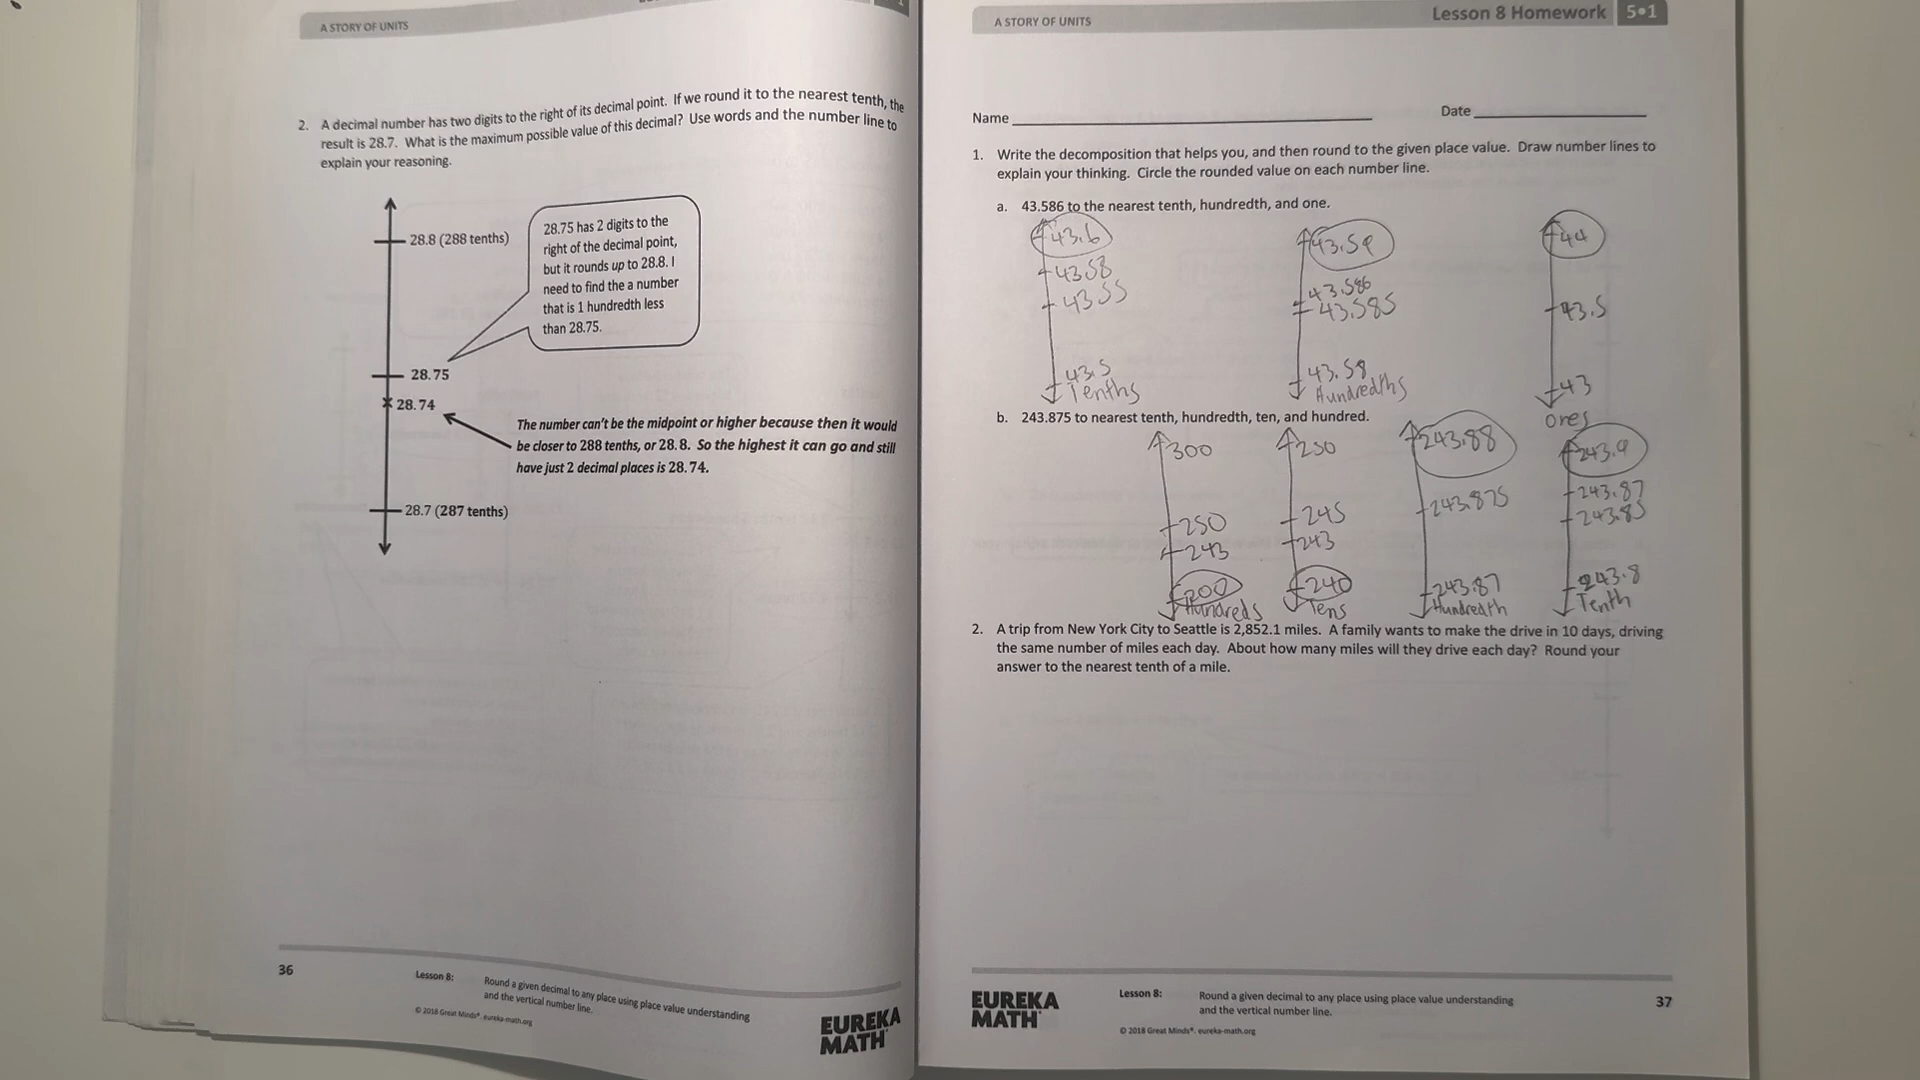 A STORY OF UNITS
2. A decimal number has two digits to the right of its decimal point. If we round it to the nearest tenth, the
result is 28.7. What is the maximum possible value of this decimal? Use words and the number line to
explain your reasoning.
28.8 (288 tenths)
28.75 has 2 digits to the
right of the decimal point,
but it rounds up to 28.8. I
need to find the a number
that is 1 hundredth less
than 28.75.
28.75
28.74
The number can't be the midpoint or higher because then it would
be closer to 288 tenths, or 28.8. So the highest it can go and still
have just 2 decimal places is 28.74.
28.7 (287 tenths)
36
Lesson 8:
Round a given decimal to any place using place value understanding
and the vertical number line.
© 2018 Great Minds®. eureka-math.org
EUREKA
MATH
A STORY OF UNITS
Lesson 8 Homework 5•1
Name
Date
1. Write the decomposition that helps you, and then round to the given place value. Draw number lines to
explain your thinking. Circle the rounded value on each number line.
a. 43.586 to the nearest tenth, hundredth, and one.
43.6
43.58
43.55
43.5
Tenths
43.59
43.586
43.585
43.58
Hundredths
44
43.5
43
ones
b. 243.875 to nearest tenth, hundredth, ten, and hundred.
300
250
243
200
Hundreds
250
245
243
240
Tens
243.88
243.875
243.87
Hundredth
243.9
243.87
243.85
243.8
Tenth
2. A trip from New York City to Seattle is 2,852.1 miles. A family wants to make the drive in 10 days, driving
the same number of miles each day. About how many miles will they drive each day? Round your
answer to the nearest tenth of a mile.
EUREKA
MATH
Lesson 8:
Round a given decimal to any place using place value understanding
and the vertical number line.
© 2018 Great Minds®. eureka-math.org
37